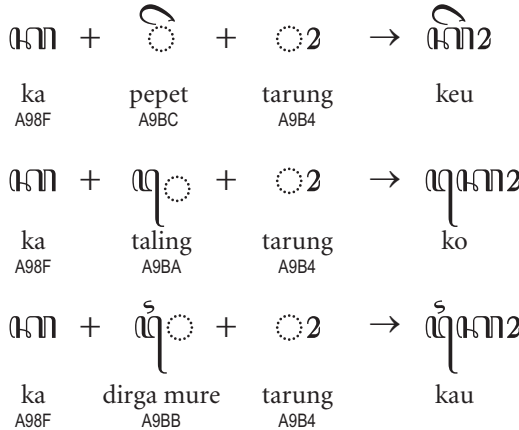 ꦏ + ◌ꦼ + ◌ꦴ → ꦏꦼꦴ
ka pepet tarung keu
A98F A9BC A9B4
ꦏ + ◌ꦺ + ◌ꦴ → ꦏꦺꦴ
ka taling tarung ko
A98F A9BA A9B4
ꦏ + ◌ꦻ + ◌ꦴ → ꦏꦻꦴ
ka dirga mure tarung kau
A98F A9BB A9B4